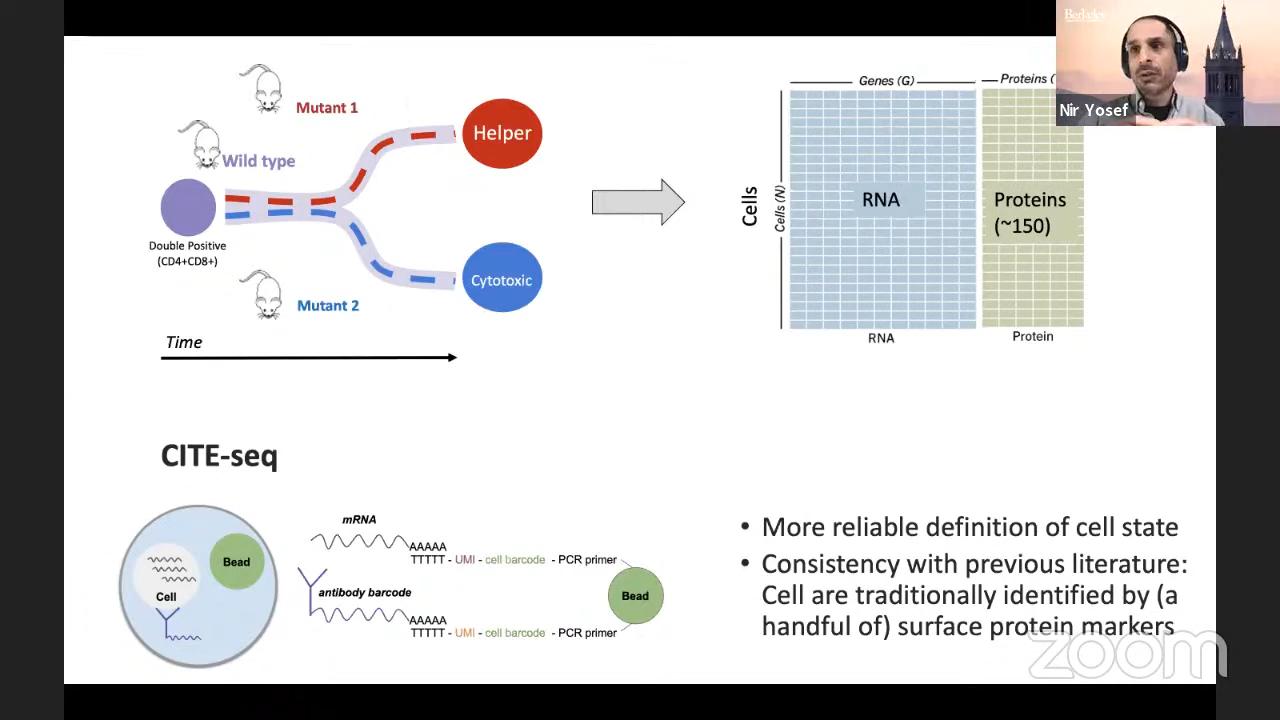 Mutant 1
Wild type
Helper
Double Positive
(CD4+CD8+)
Cytotoxic
Mutant 2
Time
Genes (G)
Proteins (
Cells
Cells (N)
RNA
Proteins
(~150)
RNA
Protein
Berkeley
Nir Yosef
CITE-seq
Bead
Cell
mRNA
AAAAA
TTTTT - UMI - cell barcode - PCR primer
antibody barcode
AAAAA
TTTTT - UMI - cell barcode - PCR primer
Bead
• More reliable definition of cell state
• Consistency with previous literature:
Cell are traditionally identified by (a
handful of) surface protein markers
zoom